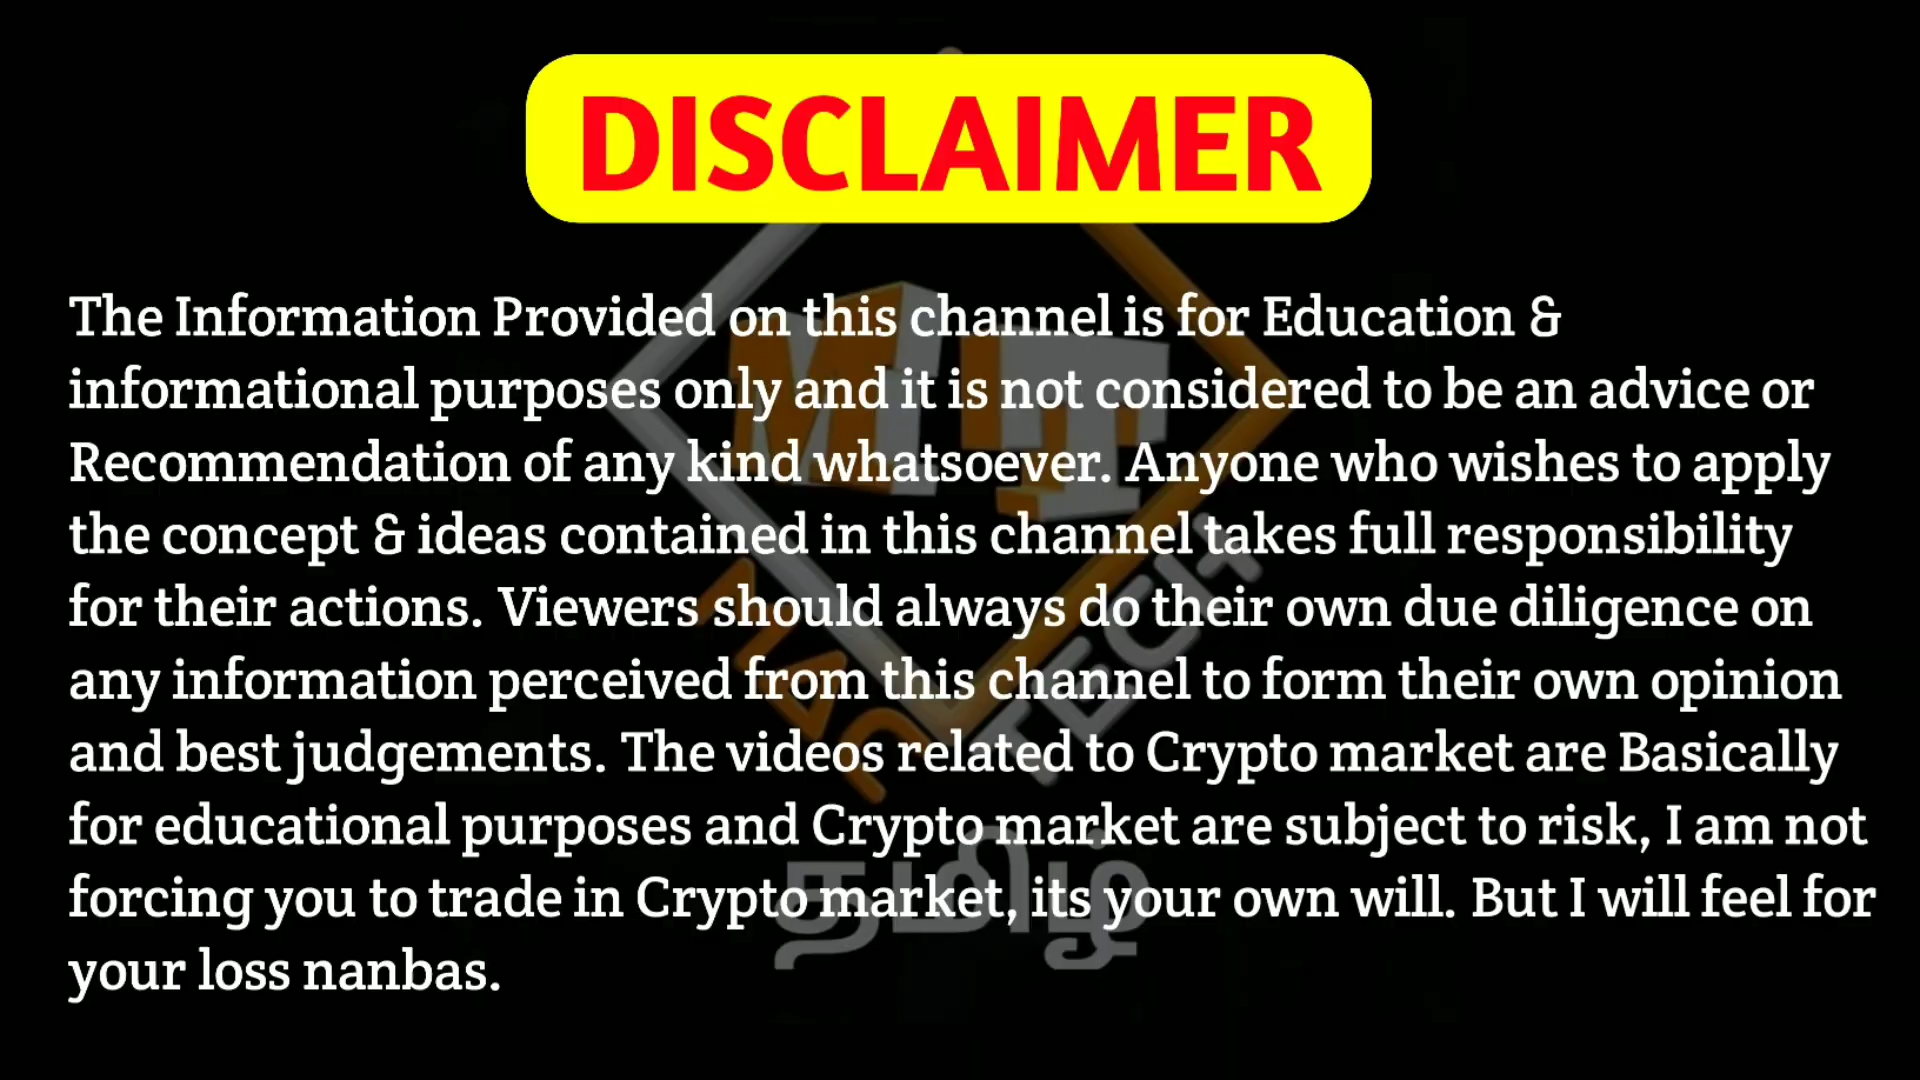 DISCLAIMER
The Information Provided on this channel is for Education &
informational purposes only and it is not considered to be an advice or
Recommendation of any kind whatsoever. Anyone who wishes to apply
the concept & ideas contained in this channel takes full responsibility
for their actions. Viewers should always do their own due diligence on
any information perceived from this channel to form their own opinion
and best judgements. The videos related to Crypto market are Basically
for educational purposes and Crypto market are subject to risk, I am not
forcing you to trade in Crypto market, its your own will. But I will feel for
your loss nanbas.
MT
TECH
தமிழ்